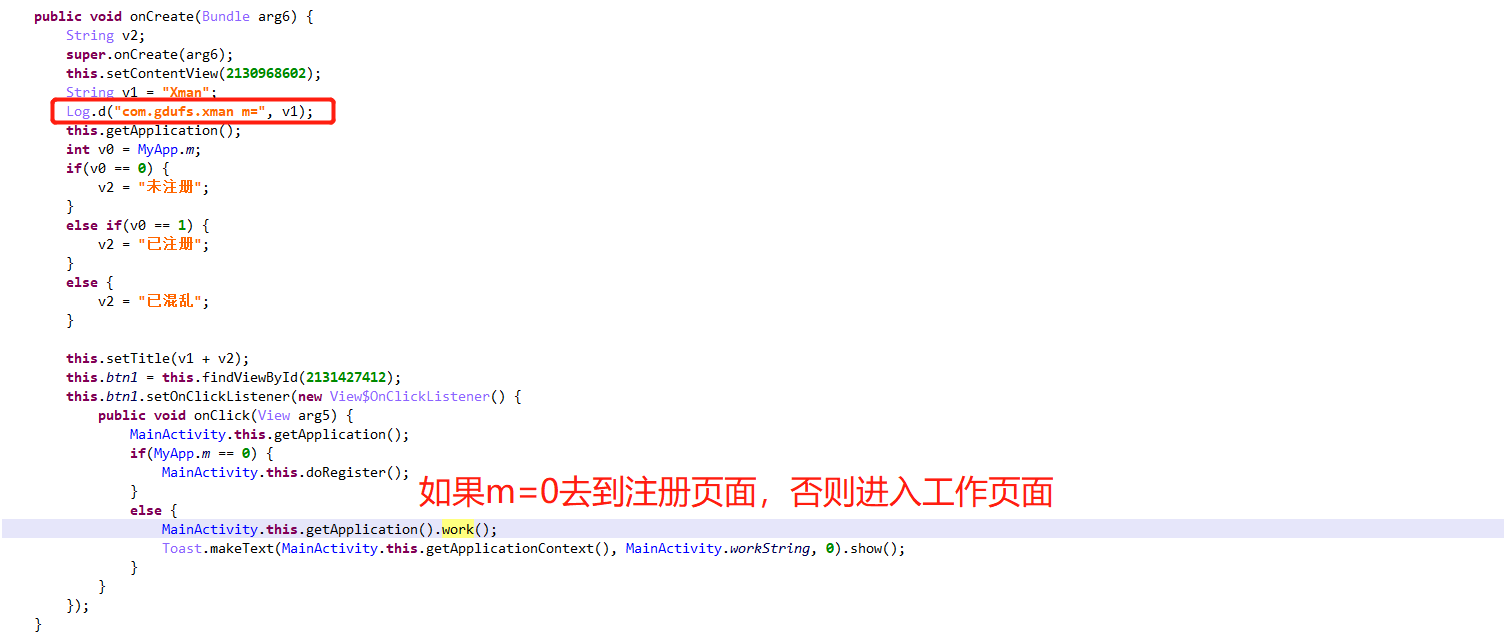 public void onCreate(Bundle arg6) {
String v2;
super.onCreate(arg6);
this.setContentView(2130968602);
String v1 = "Xman";
Log.d("com.gdufs.xman m=", v1);
this.getApplication();
int v0 = MyApp.m;
if(v0 == 0) {
v2 = "未注册";
}
else if(v0 == 1) {
v2 = "已注册";
}
else {
v2 = "已混乱";
}
this.setTitle(v1 + v2);
this.btn1 = this.findViewById(2131427412);
this.btn1.setOnClickListener(new View$OnClickListener() {
public void onClick(View arg5) {
MainActivity.this.getApplication();
if(MyApp.m == 0) {
MainActivity.this.doRegister();
}
如果m=0去到注册页面，否则进入工作页面
else {
MainActivity.this.getApplication().work();
Toast.makeText(MainActivity.this.getApplicationContext(), MainActivity.workString, 0).show();
}
}
});
}